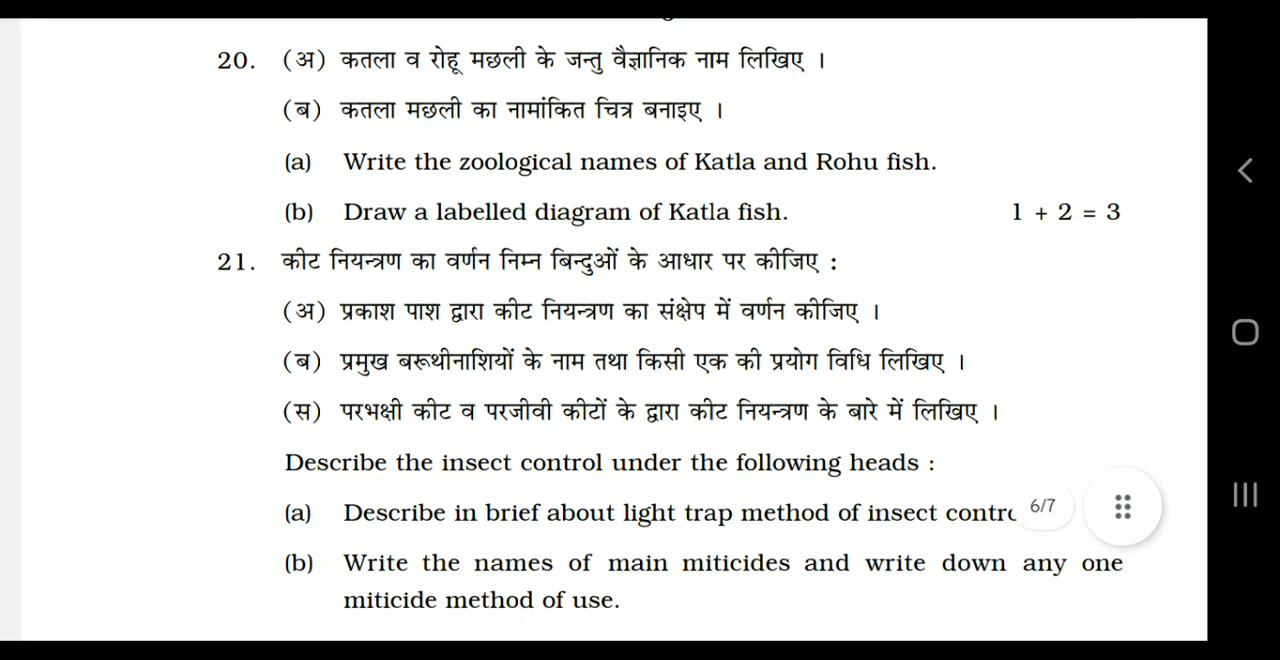 20. (अ) कतला व रोहू मछली के जन्तु वैज्ञानिक नाम लिखिए ।
(ब) कतला मछली का नामांकित चित्र बनाइए ।
(a) Write the zoological names of Katla and Rohu fish.
(b) Draw a labelled diagram of Katla fish. 1 + 2 = 3
21. कीट नियन्त्रण का वर्णन निम्न बिन्दुओं के आधार पर कीजिए :
(अ) प्रकाश पाश द्वारा कीट नियन्त्रण का संक्षेप में वर्णन कीजिए ।
(ब) प्रमुख बरूथीनाशियों के नाम तथा किसी एक की प्रयोग विधि लिखिए ।
(स) परभक्षी कीट व परजीवी कीटों के द्वारा कीट नियन्त्रण के बारे में लिखिए ।
Describe the insect control under the following heads :
(a) Describe in brief about light trap method of insect 6/7
(b) Write the names of main miticides and write down any one
miticide method of use.